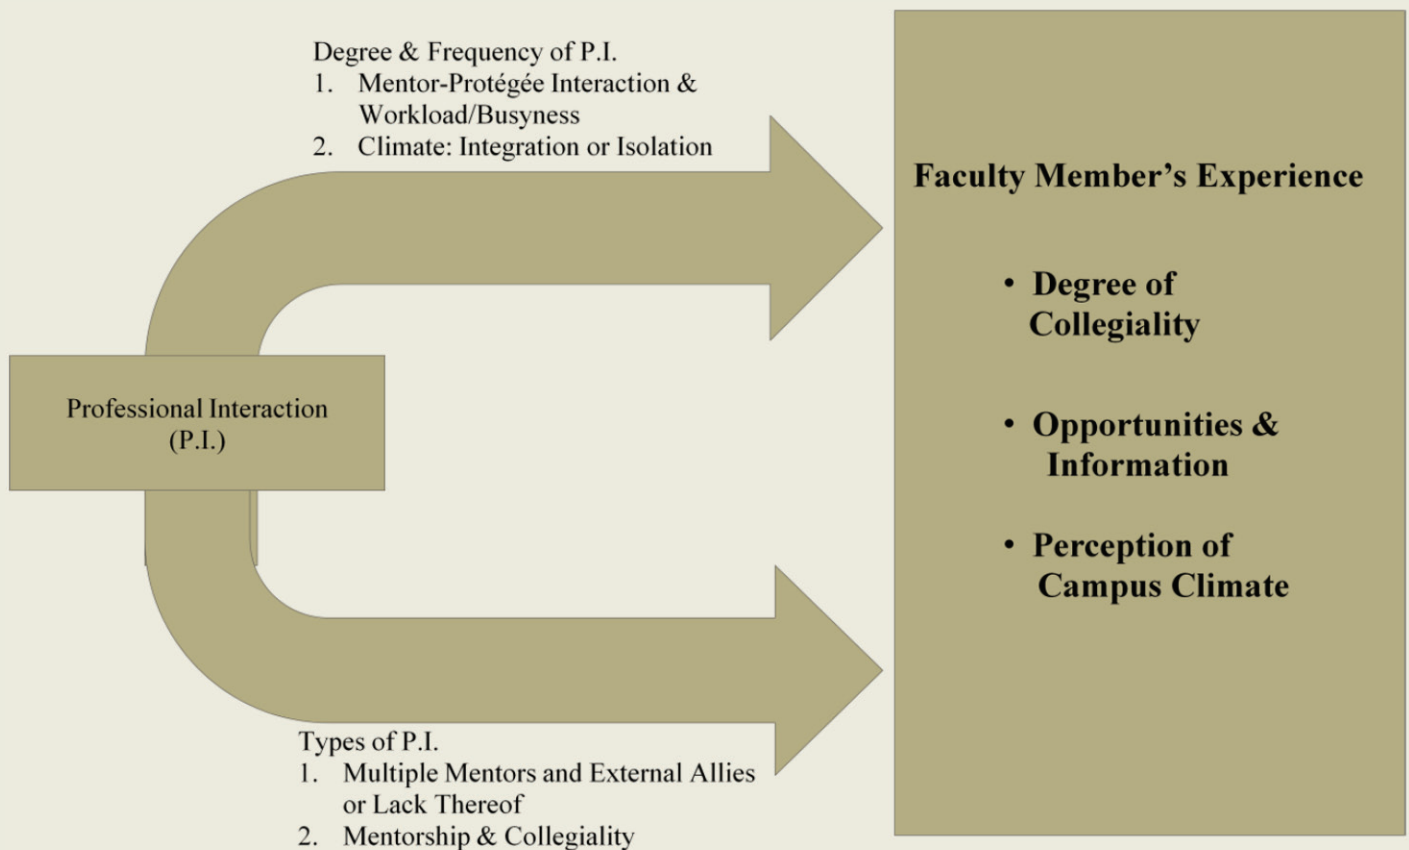 Degree & Frequency of P.I.
1. Mentor-Protégée Interaction &
Workload/Busyness
2. Climate: Integration or Isolation
Professional Interaction
(P.I.)
Types of P.I.
1. Multiple Mentors and External Allies
or Lack Thereof
2. Mentorship & Collegiality
Faculty Member’s Experience
• Degree of
Collegiality
• Opportunities &
Information
• Perception of
Campus Climate